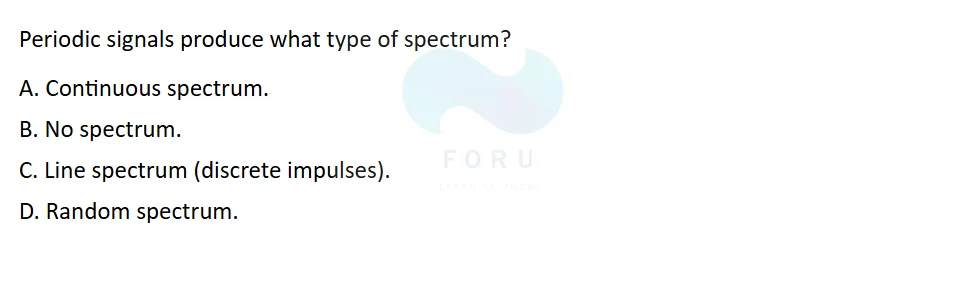 Periodic signals produce what type of spectrum?
A. Continuous spectrum.
B. No spectrum.
C. Line spectrum (discrete impulses).
FORU
D. Random spectrum.